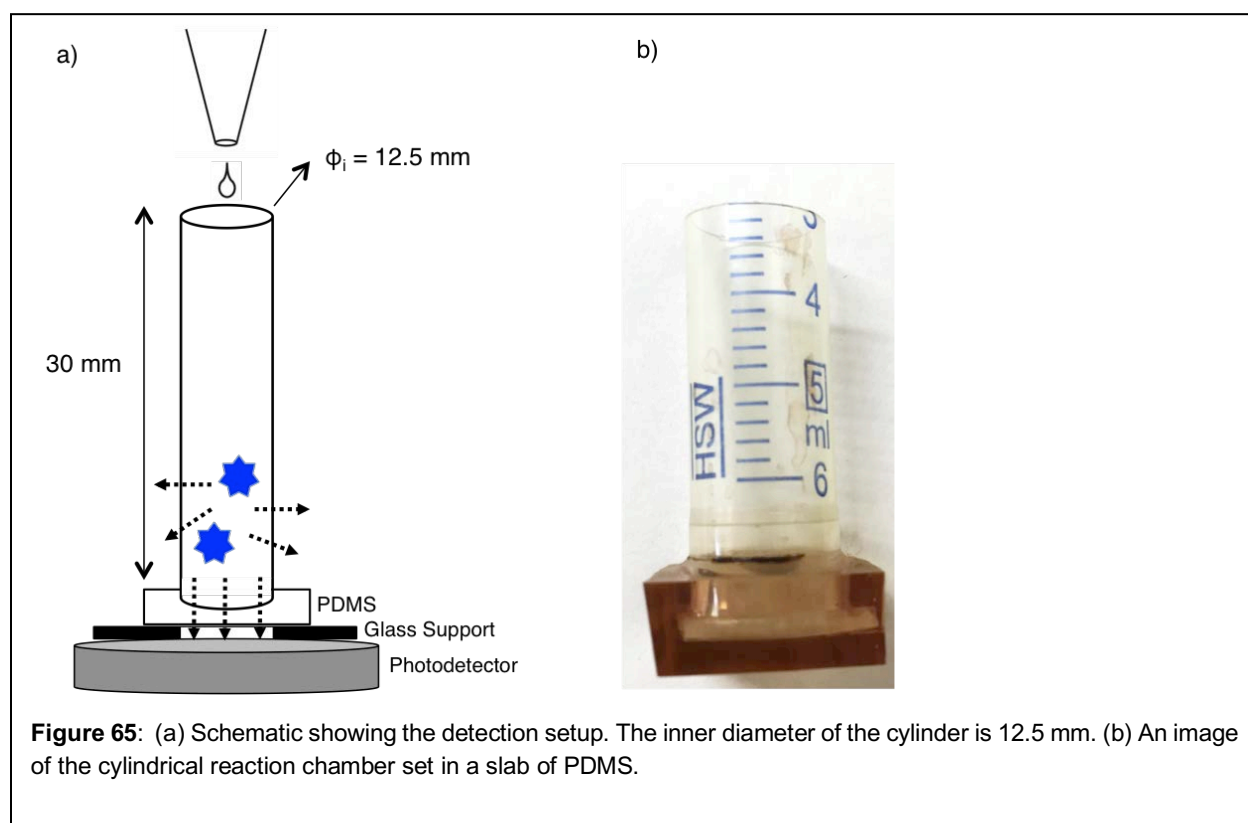 a)
b)
ϕi = 12.5 mm
30 mm
PDMS
Glass Support
Photodetector
3
4
5
ml
6
HSW
Figure 65: (a) Schematic showing the detection setup. The inner diameter of the cylinder is 12.5 mm. (b) An image
of the cylindrical reaction chamber set in a slab of PDMS.